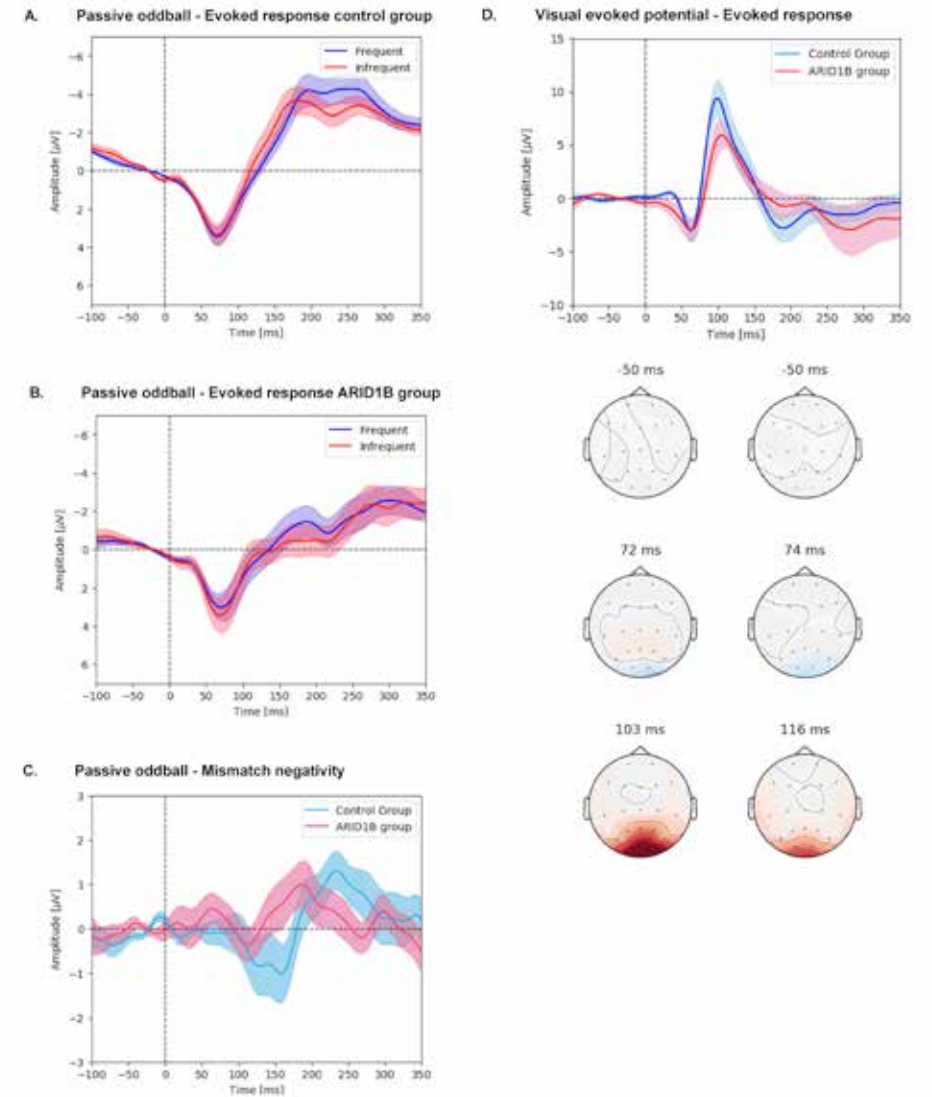 A. Passive oddball - Evoked response control group
Frequent
Infrequent
Amplitude [µV]
−6
−4
−2
0
2
4
6
−100 −50 0 50 100 150 200 250 300 350
Time [ms]
B. Passive oddball - Evoked response ARID1B group
Frequent
Infrequent
Amplitude [µV]
−6
−4
−2
0
2
4
6
−100 −50 0 50 100 150 200 250 300 350
Time [ms]
C. Passive oddball - Mismatch negativity
Control Group
ARID1B group
Amplitude [µV]
3
2
1
0
−1
−2
−3
−100 −50 0 50 100 150 200 250 300 350
Time [ms]
D. Visual evoked potential - Evoked response
Control Group
ARID1B group
Amplitude [µV]
15
10
5
0
−5
−10
−100 −50 0 50 100 150 200 250 300 350
Time [ms]
-50 ms -50 ms
72 ms 74 ms
103 ms 116 ms